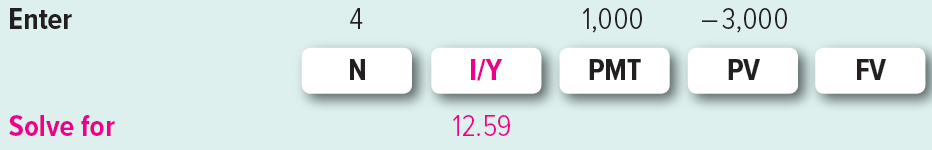 Enter 4 1,000 –3,000
N I/Y PMT PV FV
Solve for 12.59